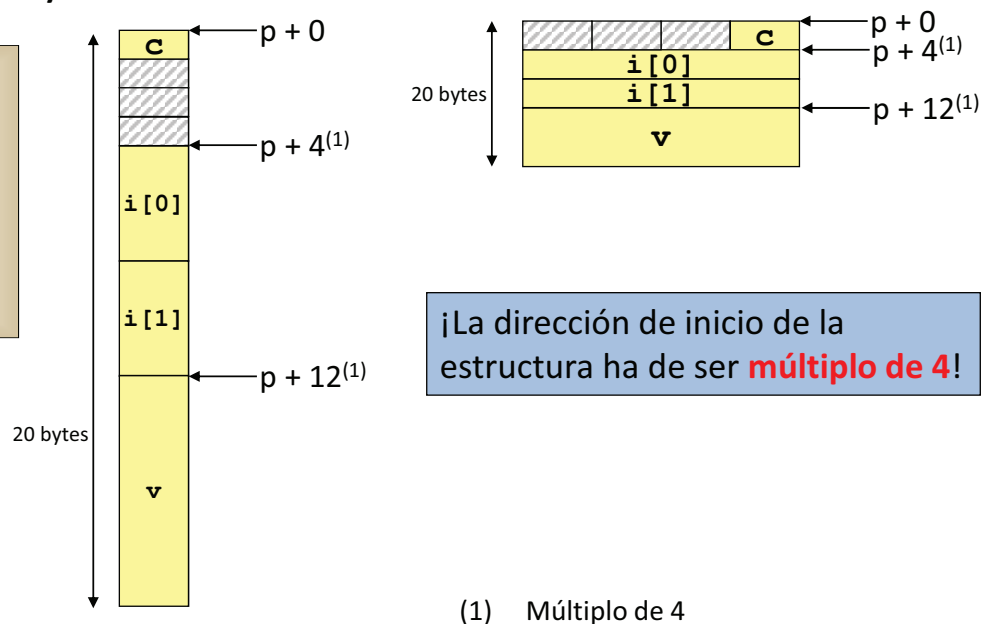 c
p + 0
p + 4(1)
i[0]
i[1]
p + 12(1)
20 bytes
v
c
p + 0
p + 4(1)
i[0]
i[1]
20 bytes
p + 12(1)
v
¡La dirección de inicio de la
estructura ha de ser múltiplo de 4!
(1) Múltiplo de 4